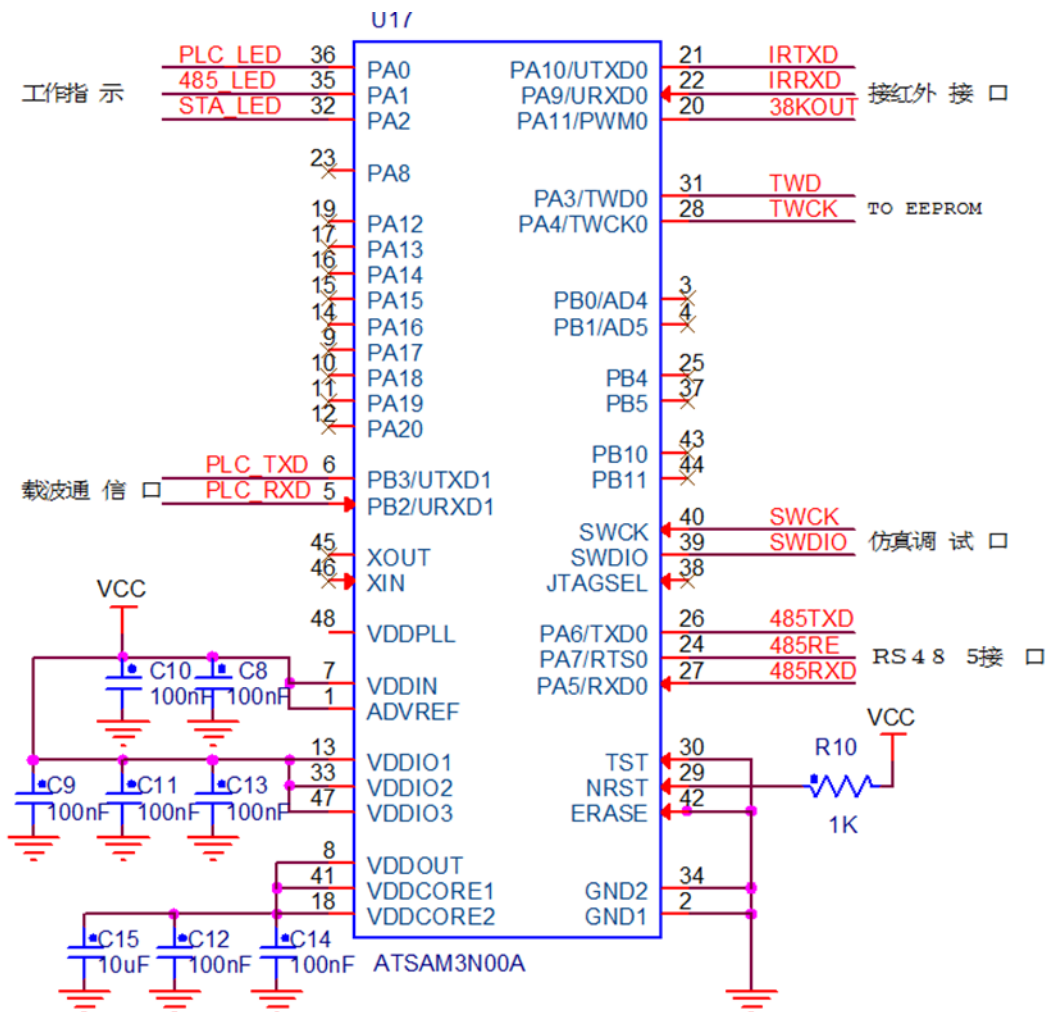 U17
PLC_LED 36 PA0
485_LED 35 PA1
STA_LED 32 PA2
工作指 示
23 PA8
19 PA12
17 PA13
16 PA14
15 PA15
14 PA16
9 PA17
10 PA18
11 PA19
12 PA20
PLC_TXD 6 PB3/UTXD1
PLC_RXD 5 PB2/URXD1
载波通 信 口
45 XOUT
46 XIN
VCC
48 VDDPLL
C10 100nF
C8 100nF
7 VDDIN
1 ADVREF
13 VDDIO1
33 VDDIO2
47 VDDIO3
C9 100nF
C11 100nF
C13 100nF
8 VDDOUT
41 VDDCORE1
18 VDDCORE2
C15 10uF
C12 100nF
C14 100nF
PA10/UTXD0 21 IRTXD
PA9/URXD0 22 IRRXD
PA11/PWM0 20 38KOUT
接红外 接 口
PA3/TWD0 31 TWD
PA4/TWCK0 28 TWCK
TO EEPROM
PB0/AD4 3
PB1/AD5 4
PB4 25
PB5 37
PB10 43
PB11 44
SWCK 40 SWCK
SWDIO 39 SWDIO
JTAGSEL 38
仿真调 试 口
PA6/TXD0 26 485TXD
PA7/RTS0 24 485RE
PA5/RXD0 27 485RXD
RS48 5接 口
VCC
R10
1K
TST 30
NRST 29
ERASE 42
GND2 34
GND1 2
ATSAM3N00A